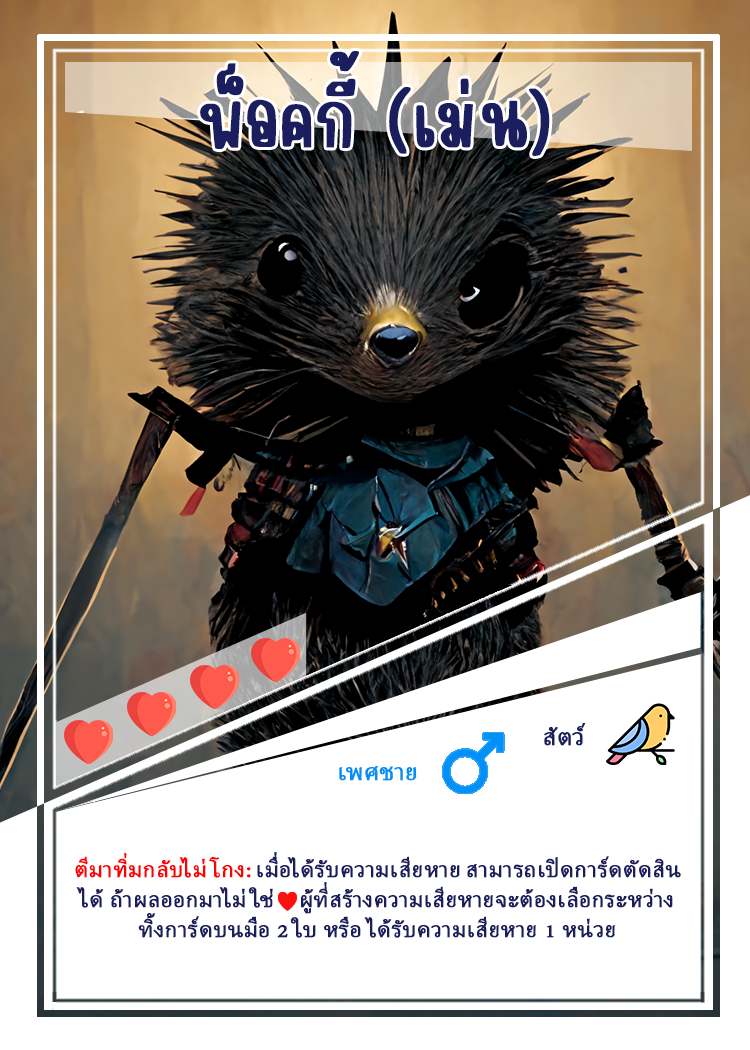 พ็อคกี้ (เม่น)
สัตว์
เพศชาย
ตีมาทิ่มกลับไม่โกง: เมื่อได้รับความเสียหาย สามารถเปิดการ์ดตัดสิน
ได้ ถ้าผลออกมาไม่ใช่ ♥ ผู้ที่สร้างความเสียหายจะต้องเลือกระหว่าง
ทิ้งการ์ดบนมือ 2 ใบ หรือ ได้รับความเสียหาย 1 หน่วย